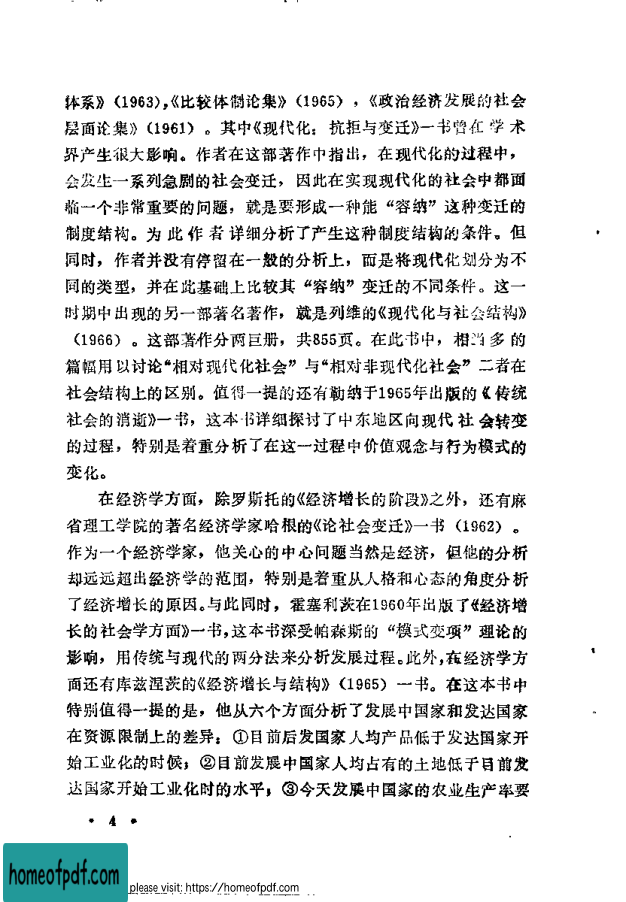 体系》(1963),《比较体制论集》(1965),《政治经济发展的社会
层面论集》(1961)。其中《现代化:抗拒与变迁》一书曾在学术
界产生很大影响。作者在这部著作中指出,在现代化的过程中,
会发生一系列急剧的社会变迁,因此在实现现代化的社会中都面
临一个非常重要的问题,就是要形成一种能“容纳”这种变迁的
制度结构。为此作者详细分析了产生这种制度结构的条件。但
同时,作者并没有停留在一般的分析上,而是将现代化划分为不
同的类型,并在此基础上比较其“容纳”变迁的不同条件。这一
时期中出现的另一部著名著作,就是列维的《现代化与社会结构》
(1966)。这部著作分两巨册,共855页。在此书中,相当多的
篇幅用以讨论“相对现代化社会”与“相对非现代化社会”二者在
社会结构上的区别。值得一提的还有勒纳于1965年出版的《传统
社会的消逝》一书,这本书详细探讨了中东地区向现代社会转变
的过程,特别是着重分析了在这一过程中价值观念与行为模式的
变化。
在经济学方面,除罗斯托的《经济增长的阶段》之外,还有麻
省理工学院的著名经济学家哈根的《论社会变迁》一书(1962)。
作为一个经济学家,他关心的中心问题当然是经济,但他的分析
却远远超出经济学的范围,特别是着重从人格和心态的角度分析
了经济增长的原因。与此同时,霍塞利茨在1960年出版了《经济增
长的社会学方面》一书,这本书深受帕森斯的“模式变项”理论的
影响,用传统与现代的两分法来分析发展过程。此外,在经济学方
面还有库兹涅茨的《经济增长与结构》(1965)一书。在这本书中
特别值得一提的是,他从六个方面分析了发展中国家和发达国家
在资源限制上的差异:①目前后发国家人均产品低于发达国家开
始工业化的时候;②目前发展中国家人均占有的土地低于目前发
达国家开始工业化时的水平;③今天发展中国家的农业生产率要
• 4 •
homeofpdf.com
please visit: https://homeofpdf.com